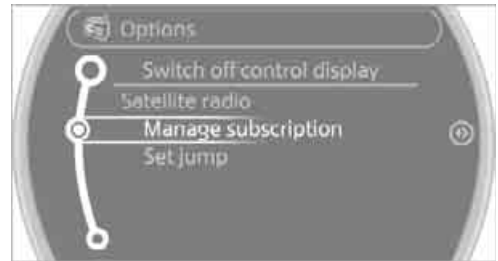 Options
Switch off control display
Satellite radio
Manage subscription
Set jump